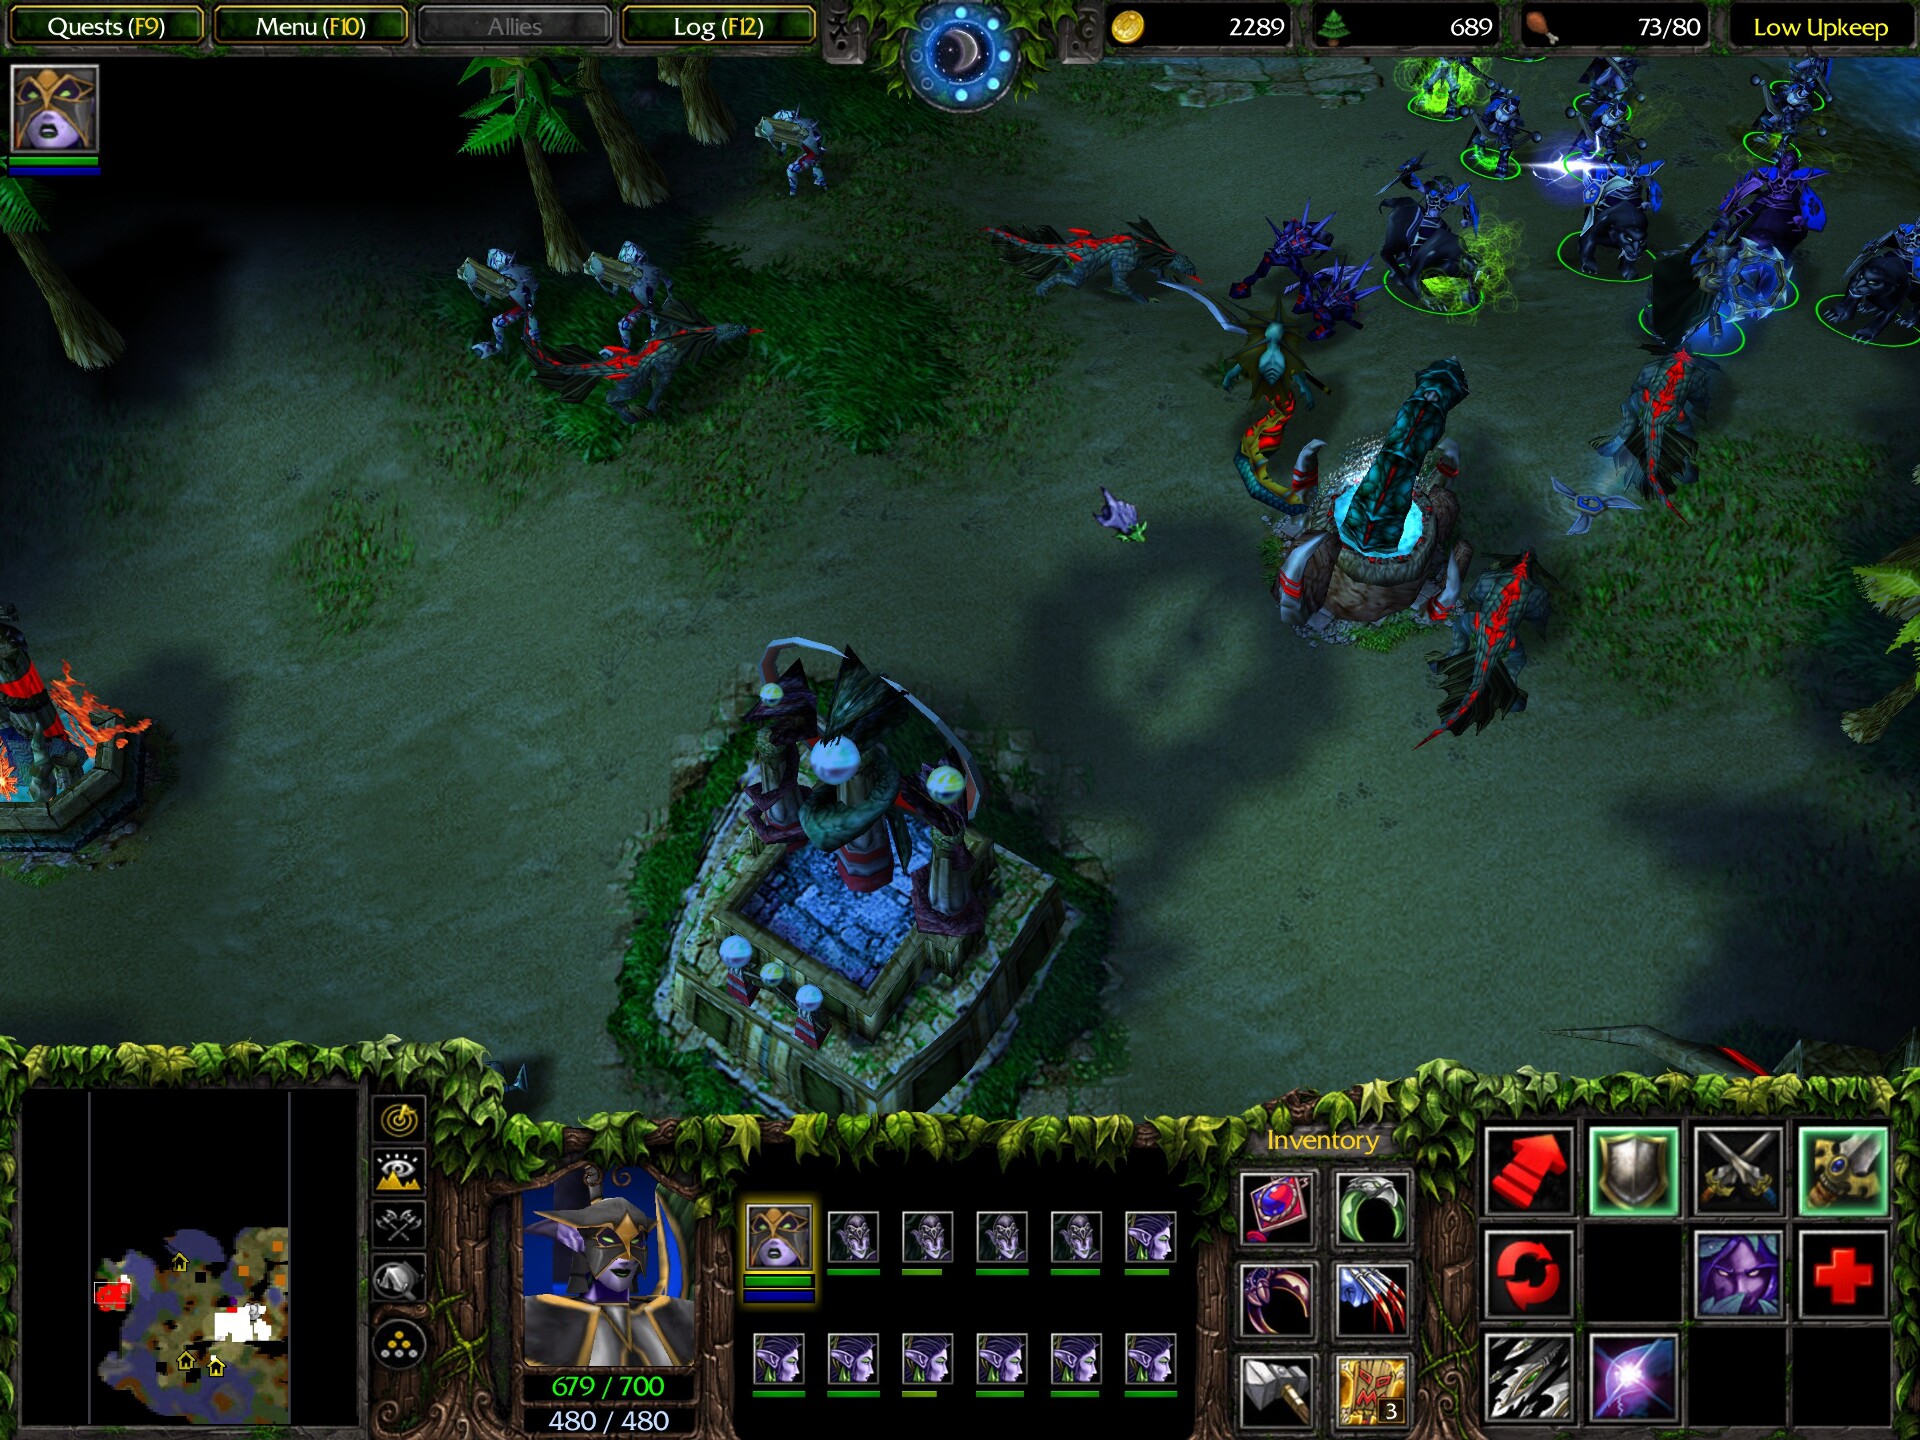 Quests (F9)
Menu (F10)
Allies
Log (F12)
2289
689
73/80
Low Upkeep
Inventory
679 / 700
480 / 480
3